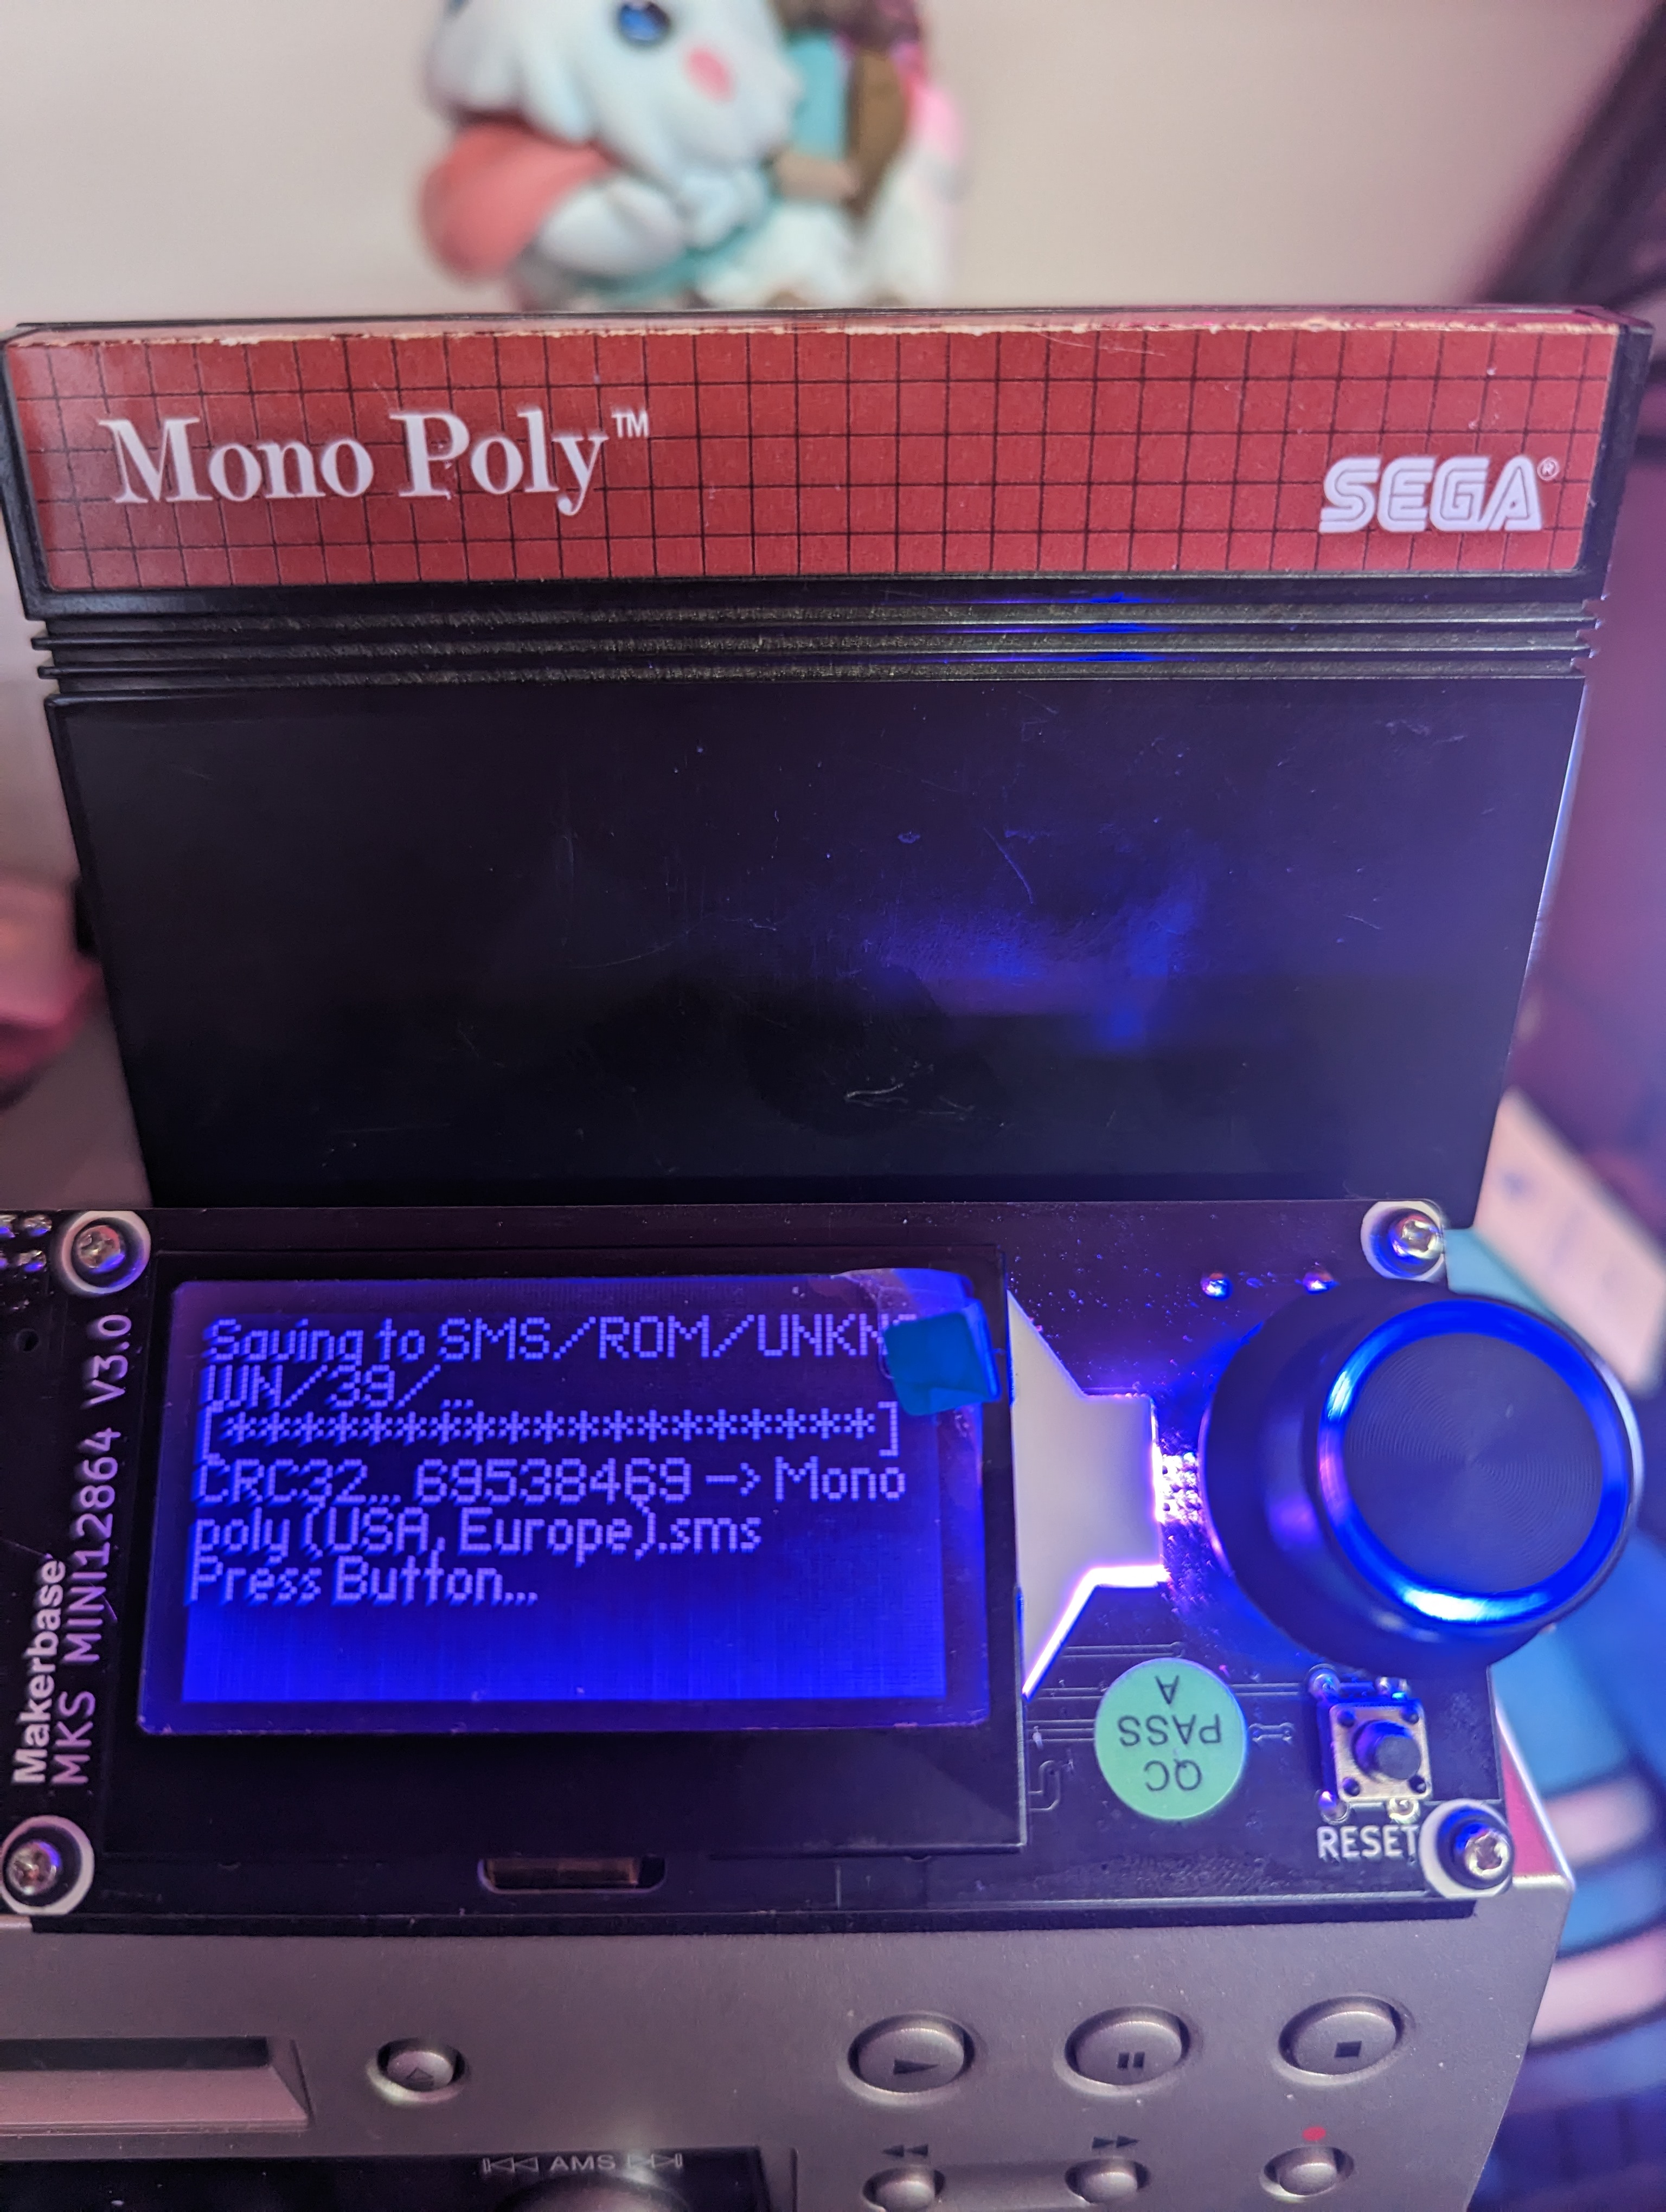 Mono Poly™
SEGA®
Saving to SMS/ROM/UNKNO
WN/39/...
[*******************]
CRC32... 69538469 -> Mono
poly (USA, Europe).sms
Press Button...
Makerbase
MKS MINI12864 V3.0
QC
PASS
A
RESET
AMS